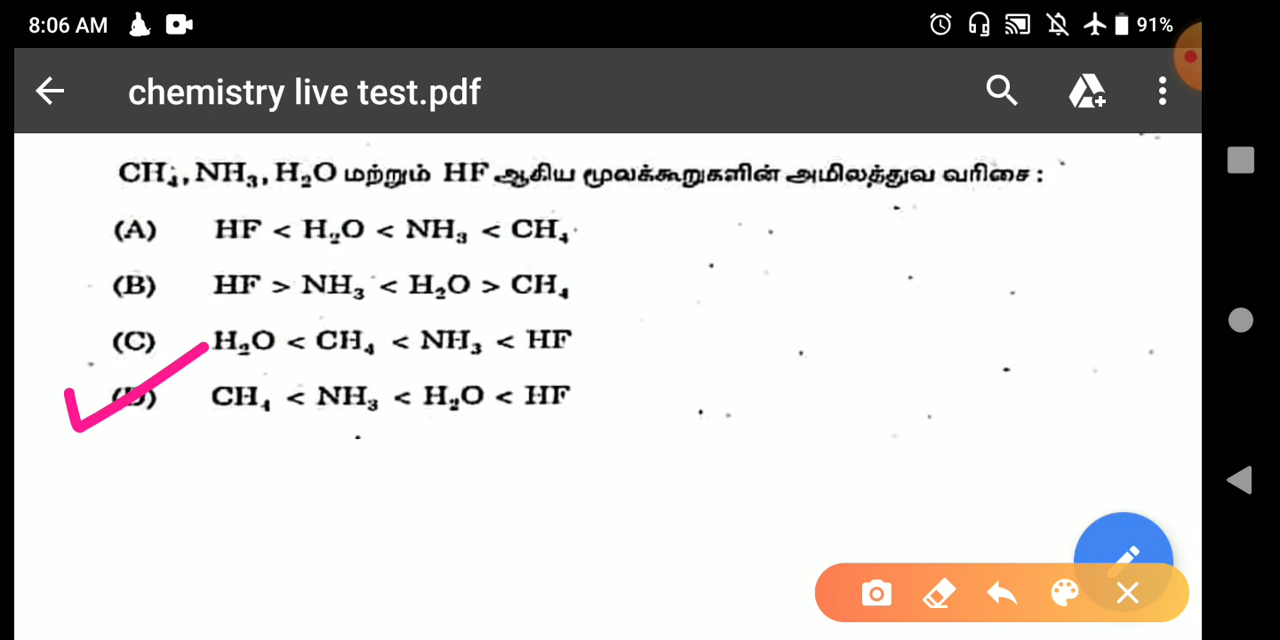 8:06 AM 91%
chemistry live test.pdf
CH₄, NH₃, H₂O மற்றும் HF ஆகிய மூலக்கூறுகளின் அமிலத்துவ வரிசை :
(A) HF < H₂O < NH₃ < CH₄
(B) HF > NH₃ < H₂O > CH₄
(C) H₂O < CH₄ < NH₃ < HF
(D) CH₄ < NH₃ < H₂O < HF